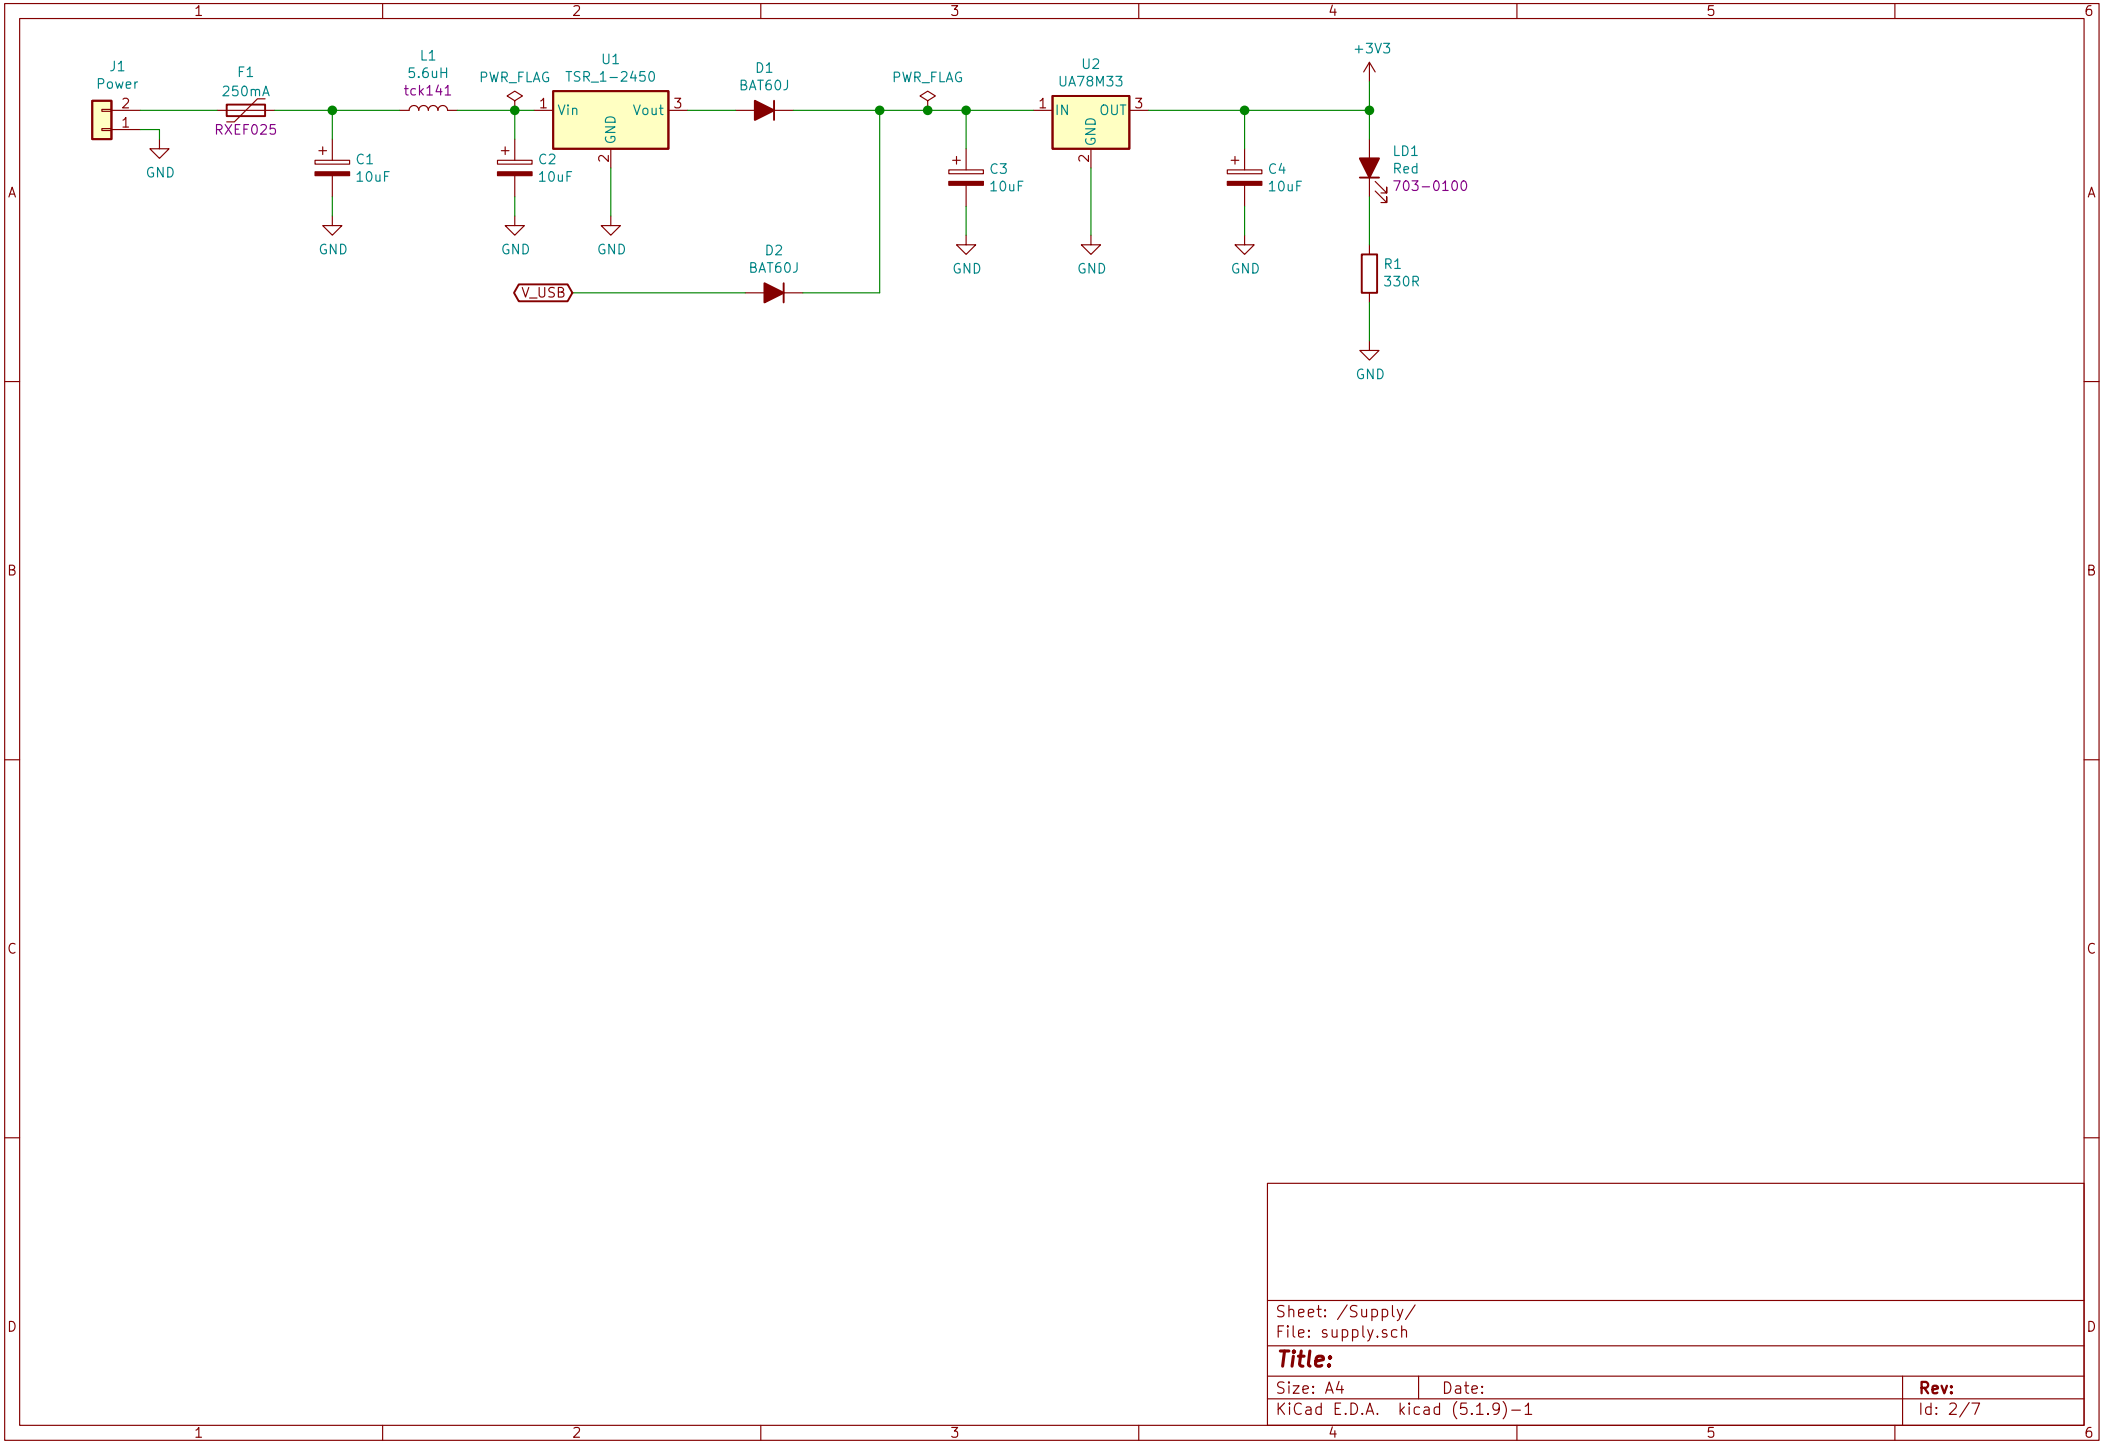 1 2 3 4 5 6
J1
Power
2
1
GND
F1
250mA
RXEF025
C1
10uF
GND
L1
5.6uH
tck141
PWR_FLAG
C2
10uF
GND
U1
TSR_1-2450
1 Vin Vout 3
GND
2
GND
D1
BAT60J
V_USB
D2
BAT60J
PWR_FLAG
C3
10uF
GND
U2
UA78M33
1 IN OUT 3
GND
2
GND
C4
10uF
GND
+3V3
LD1
Red
703-0100
R1
330R
GND
A A
B B
C C
D D
Sheet: /Supply/
File: supply.sch
Title:
Size: A4 Date: Rev:
KiCad E.D.A. kicad (5.1.9)-1 Id: 2/7
1 2 3 4 5 6